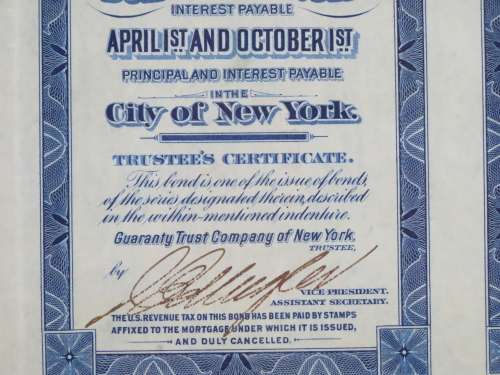 INTEREST PAYABLE
APRIL 1ST AND OCTOBER 1ST.
PRINCIPAL AND INTEREST PAYABLE
IN THE
City of New York.
TRUSTEE'S CERTIFICATE.
This bond is one of the issue of bonds,
of the series designated therein, described
in the within-mentioned indenture.
Guaranty Trust Company of New York,
TRUSTEE,
by
VICE PRESIDENT.
ASSISTANT SECRETARY.
THE U.S. REVENUE TAX ON THIS BOND HAS BEEN PAID BY STAMPS
AFFIXED TO THE MORTGAGE UNDER WHICH IT IS ISSUED,
AND DULY CANCELLED.